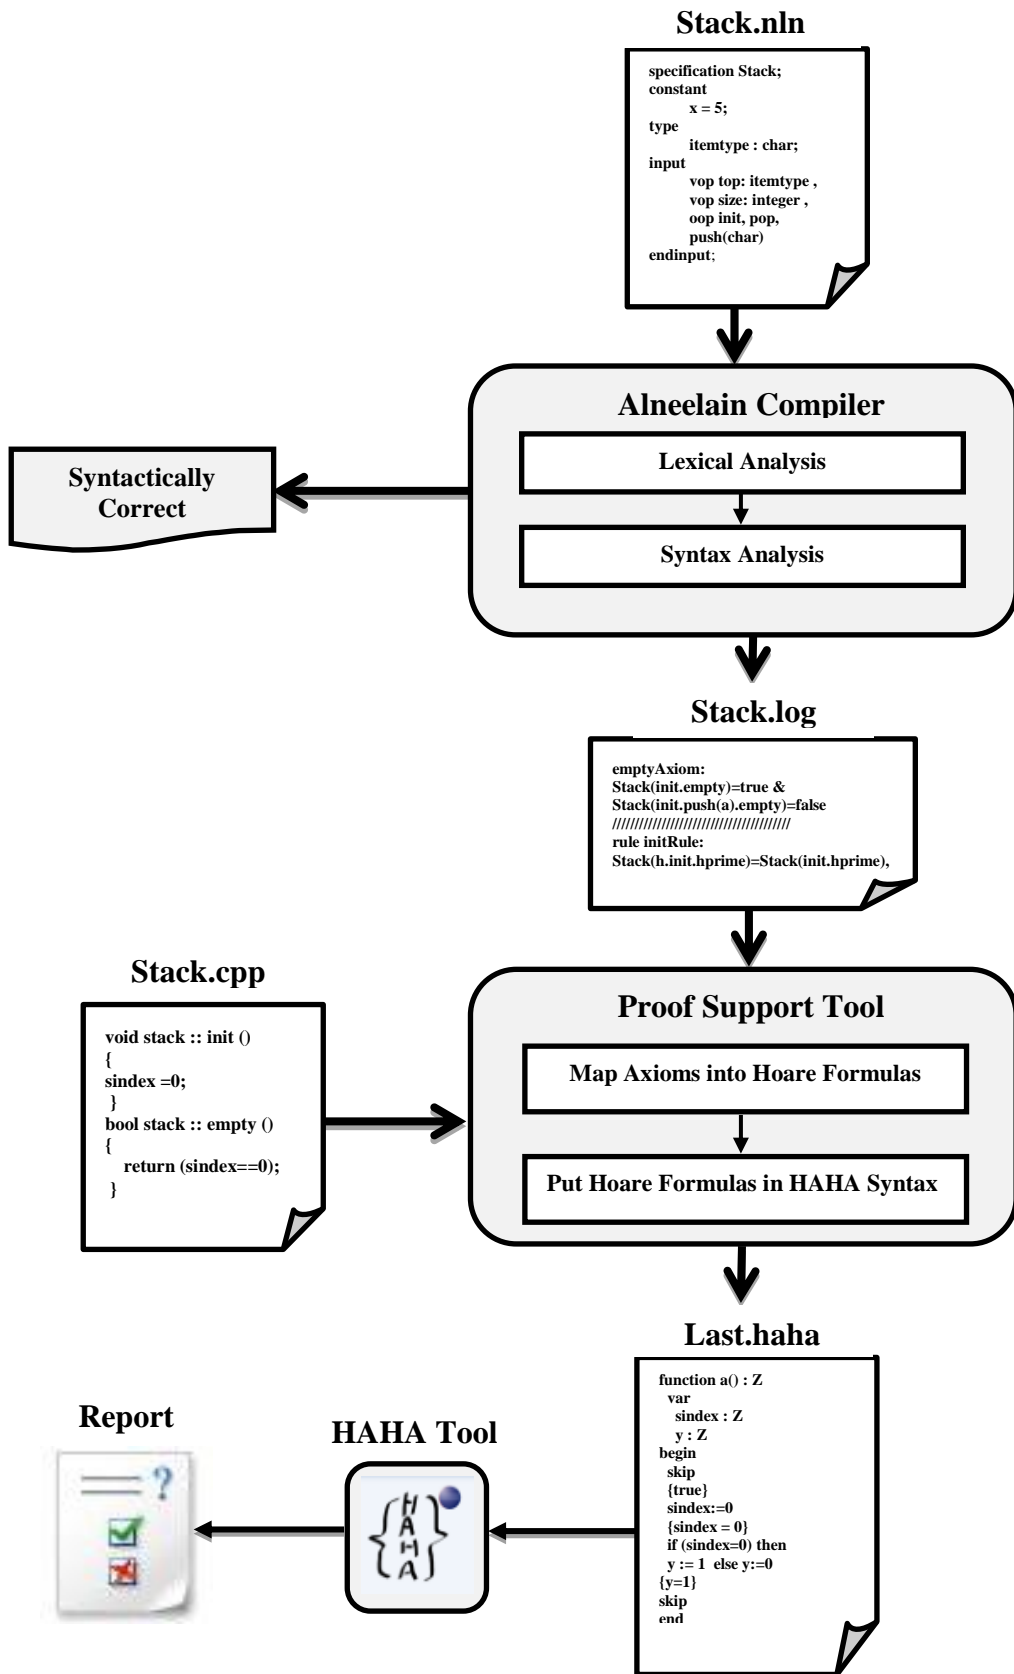 Stack.nln
specification Stack;
constant
x = 5;
type
itemtype : char;
input
vop top: itemtype ,
vop size: integer ,
oop init, pop,
push(char)
endinput;
Alneelain Compiler
Lexical Analysis
Syntax Analysis
Syntactically
Correct
Stack.log
emptyAxiom:
Stack(init.empty)=true &
Stack(init.push(a).empty)=false
////////////////////////////////////////
rule initRule:
Stack(h.init.hprime)=Stack(init.hprime),
Stack.cpp
void stack :: init ()
{
sindex =0;
}
bool stack :: empty ()
{
return (sindex==0);
}
Proof Support Tool
Map Axioms into Hoare Formulas
Put Hoare Formulas in HAHA Syntax
Last.haha
function a() : Z
var
sindex : Z
y : Z
begin
skip
{true}
sindex:=0
{sindex = 0}
if (sindex=0) then
y := 1 else y:=0
{y=1}
skip
end
HAHA Tool
{HAHA}
Report
?